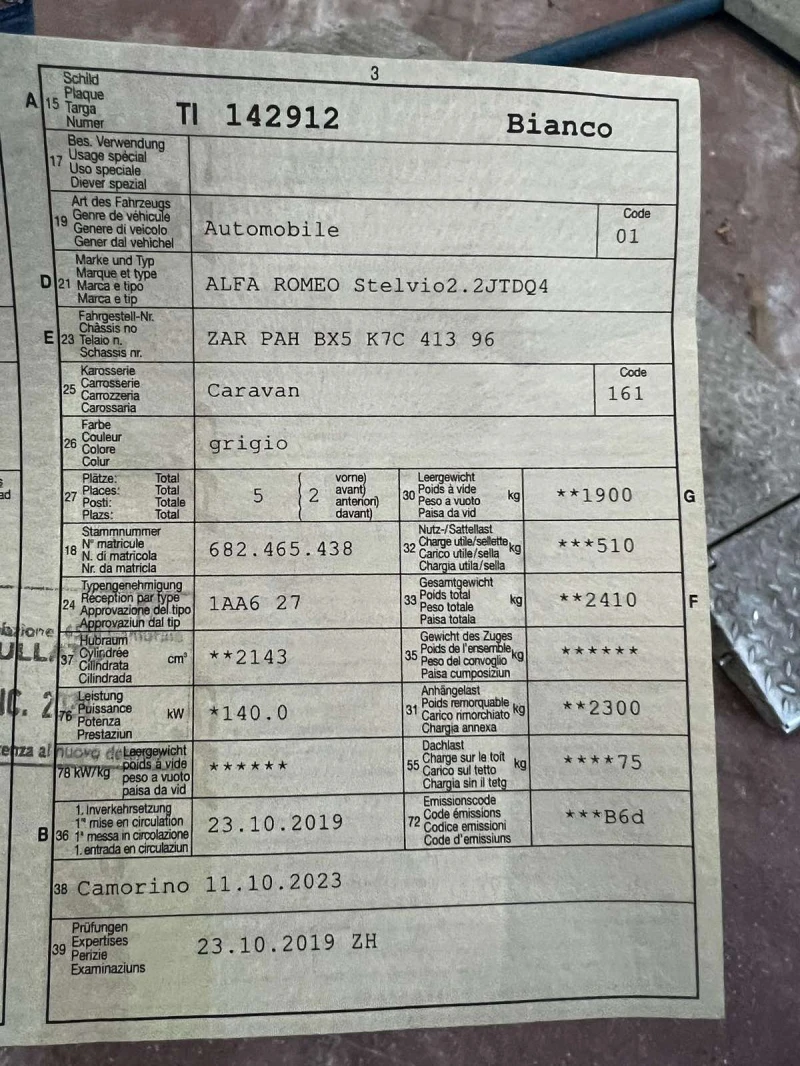 3
A
15
Schild
Plaque
Targa
Numer
TI 142912
Bianco
17
Bes. Verwendung
Usage spécial
Uso speciale
Diever spezial
19
Art des Fahrzeugs
Genre de véhicule
Genere di veicolo
Gener dal vehichel
Automobile
Code
01
D
21
Marke und Typ
Marque et type
Marca e tipo
Marca e tip
ALFA ROMEO Stelvio2.2JTDQ4
E
23
Fahrgestell-Nr.
Châssis no
Telaio n.
Schassis nr.
ZAR PAH BX5 K7C 413 96
25
Karosserie
Carrosserie
Carrozzeria
Carossaria
Caravan
Code
161
26
Farbe
Couleur
Colore
Colur
grigio
27
Plätze: Total
Places: Total
Posti: Totale
Plazs: Total
5
2
vorne)
avant)
anteriori)
davant)
30
Leergewicht
Poids à vide
Peso a vuoto
Paisa da vid
kg
**1900
G
18
Stammnummer
N° matricule
N. di matricola
Nr. da matricla
682.465.438
32
Nutz-/Sattellast
Charge utile/sellette
Carico utile/sella
Chargia utila/sella
kg
***510
24
Typengenehmigung
Réception par type
Approvazione del tipo
Approvaziun dal tip
1AA6 27
33
Gesamtgewicht
Poids total
Peso totale
Paisa totala
kg
**2410
F
37
Hubraum
Cylindrée
Cilindrata
Cilindrada
cm³
**2143
35
Gewicht des Zuges
Poids de l'ensemble
Peso del convoglio
Paisa cumposiziun
kg
******
76
Leistung
Puissance
Potenza
Prestaziun
kW
*140.0
31
Anhängelast
Poids remorquable
Carico rimorchiato
Chargia annexa
kg
**2300
78 kW/kg
Leergewicht
poids à vide
peso a vuoto
paisa da vid
******
55
Dachlast
Charge sur le toit
Carico sul tetto
Chargia sin il tetg
kg
****75
B
36
1. Inverkehrsetzung
1re mise en circulation
1a messa in circolazione
1. entrada en circulaziun
23.10.2019
72
Emissionscode
Code émissions
Codice emissioni
Code d'emissiuns
***B6d
38
Camorino 11.10.2023
39
Prüfungen
Expertises
Perizie
Examinaziuns
23.10.2019 ZH